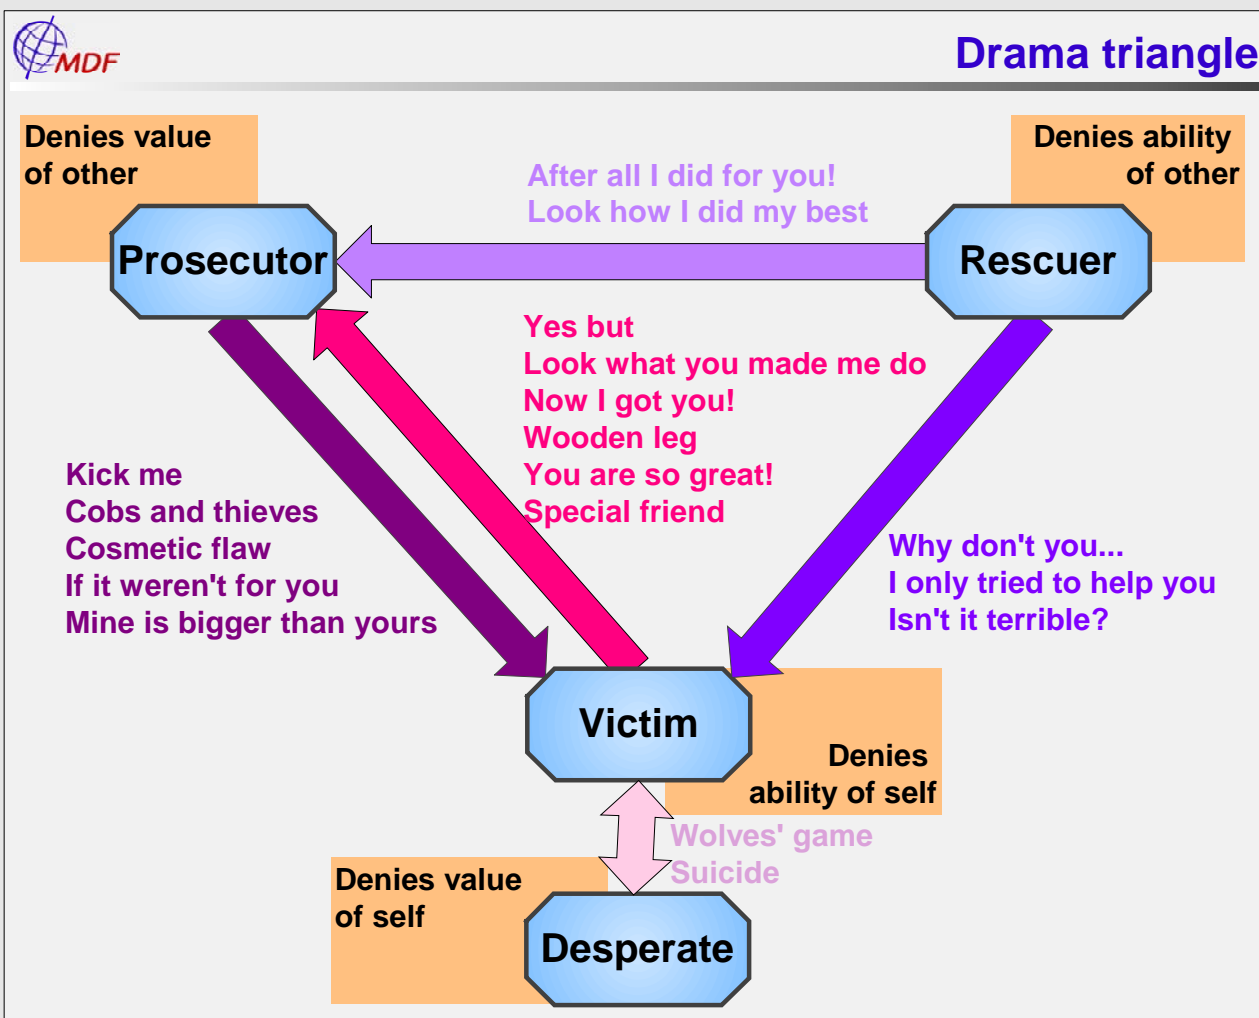 MDF
Drama triangle
Denies value
of other
Denies ability
of other
After all I did for you!
Look how I did my best
Prosecutor
Rescuer
Yes but
Look what you made me do
Now I got you!
Wooden leg
You are so great!
Special friend
Kick me
Cobs and thieves
Cosmetic flaw
If it weren't for you
Mine is bigger than yours
Why don't you...
I only tried to help you
Isn't it terrible?
Victim
Denies
ability of self
Wolves' game
Suicide
Denies value
of self
Desperate